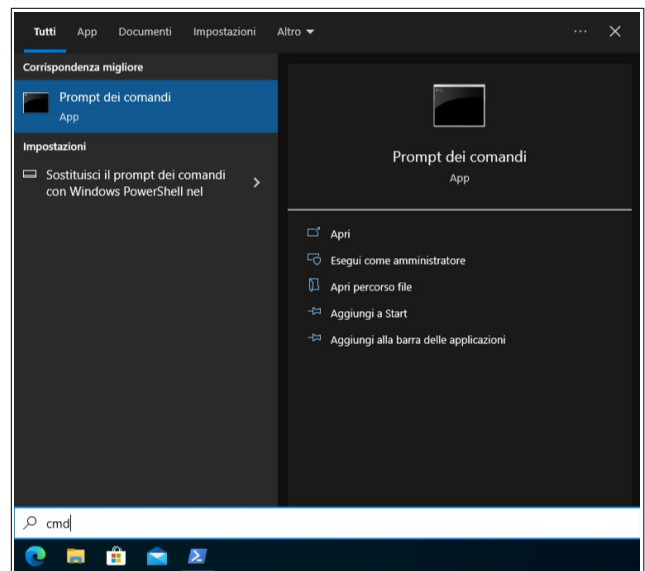 Tutti App Documenti Impostazioni Altro
Corrispondenza migliore
Prompt dei comandi
App
Impostazioni
Sostituisci il prompt dei comandi
con Windows PowerShell nel
Prompt dei comandi
App
Apri
Esegui come amministratore
Apri percorso file
Aggiungi a Start
Aggiungi alla barra delle applicazioni
cmd